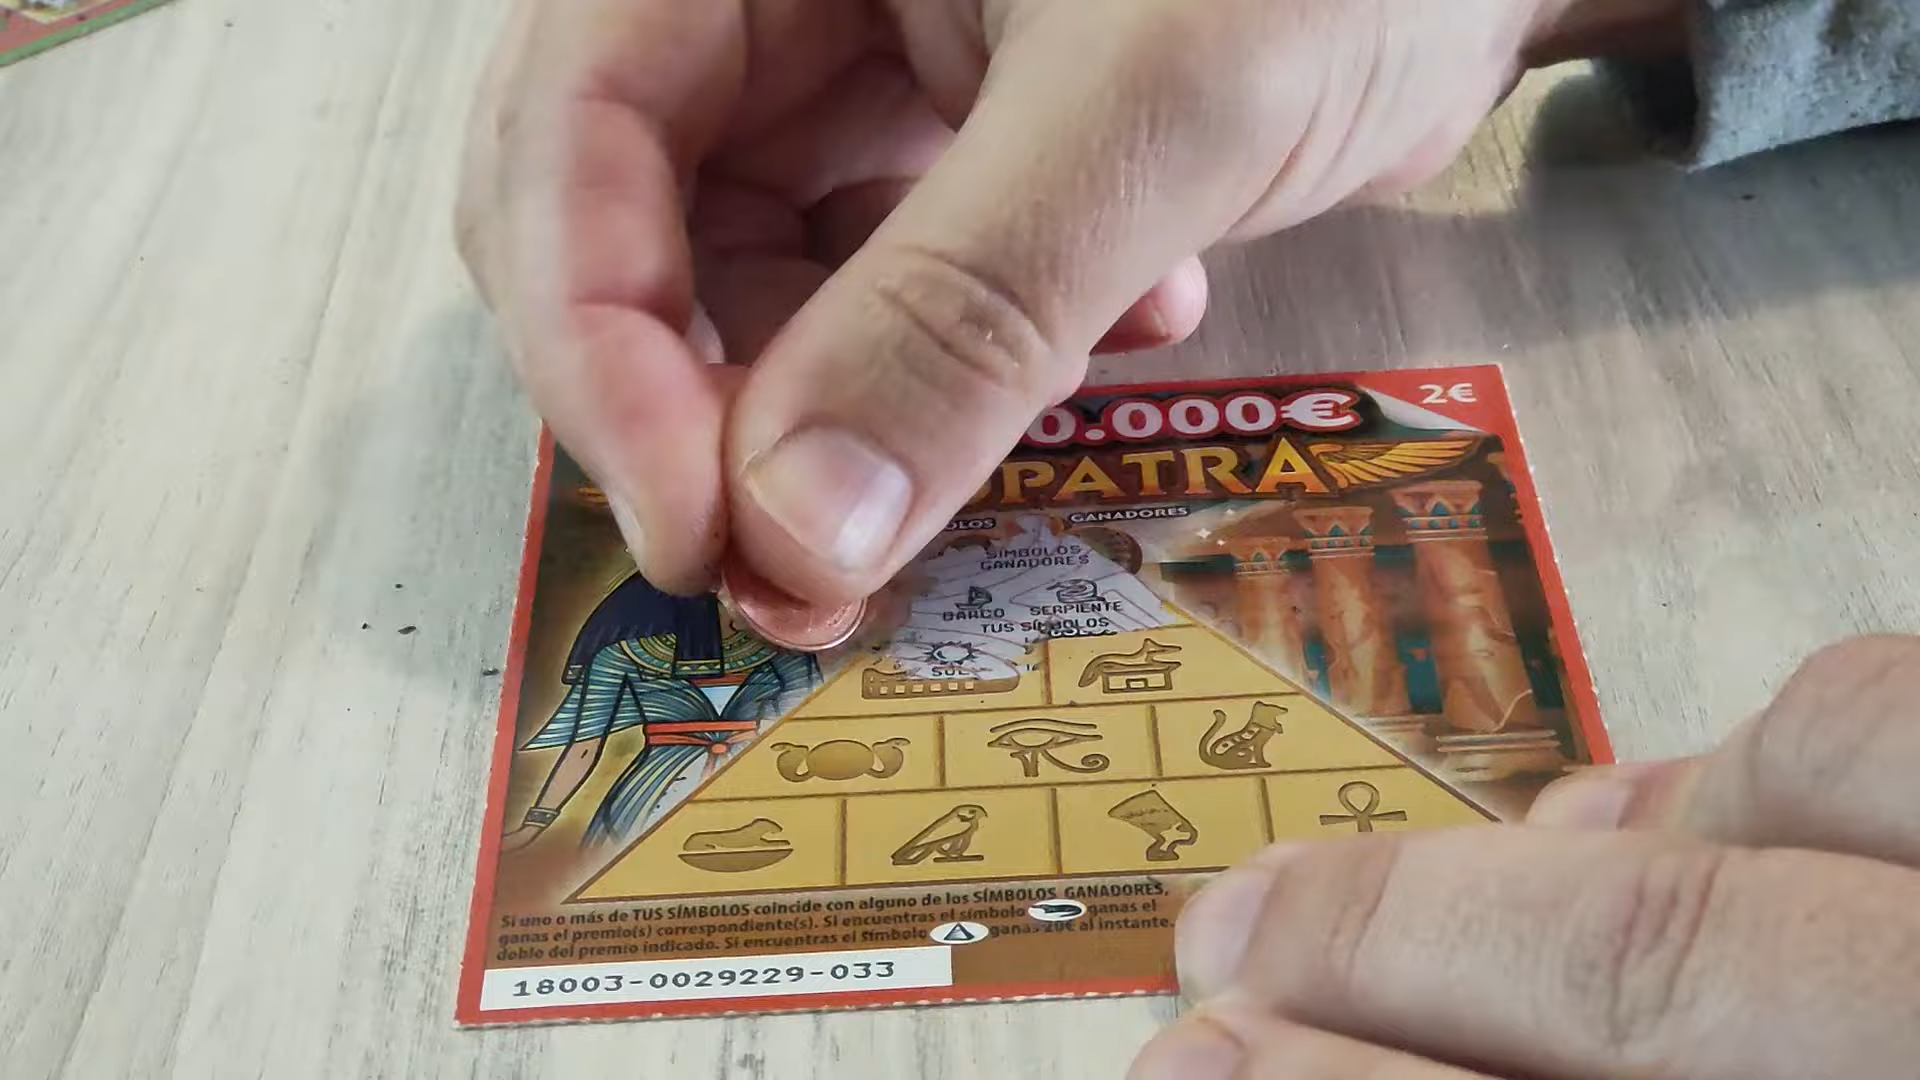 0.000€
2€
PATRA
GANADORES
SÍMBOLOS
GANADORES
BARCO SERPIENTE
TUS SÍMBOLOS
SOL
Si uno o más de TUS SÍMBOLOS coincide con alguno de los SÍMBOLOS GANADORES,
ganas el premio(s) correspondiente(s). Si encuentras el símbolo ganas el
doble del premio indicado. Si encuentras el símbolo ganas 20€ al instante.
18003-0029229-033